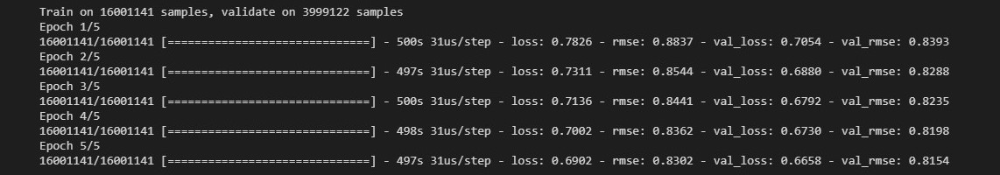 Train on 16001141 samples, validate on 3999122 samples
Epoch 1/5
16001141/16001141 [==============================] - 500s 31us/step - loss: 0.7826 - rmse: 0.8837 - val_loss: 0.7054 - val_rmse: 0.8393
Epoch 2/5
16001141/16001141 [==============================] - 497s 31us/step - loss: 0.7311 - rmse: 0.8544 - val_loss: 0.6880 - val_rmse: 0.8288
Epoch 3/5
16001141/16001141 [==============================] - 500s 31us/step - loss: 0.7136 - rmse: 0.8441 - val_loss: 0.6792 - val_rmse: 0.8235
Epoch 4/5
16001141/16001141 [==============================] - 498s 31us/step - loss: 0.7002 - rmse: 0.8362 - val_loss: 0.6730 - val_rmse: 0.8198
Epoch 5/5
16001141/16001141 [==============================] - 497s 31us/step - loss: 0.6902 - rmse: 0.8302 - val_loss: 0.6658 - val_rmse: 0.8154